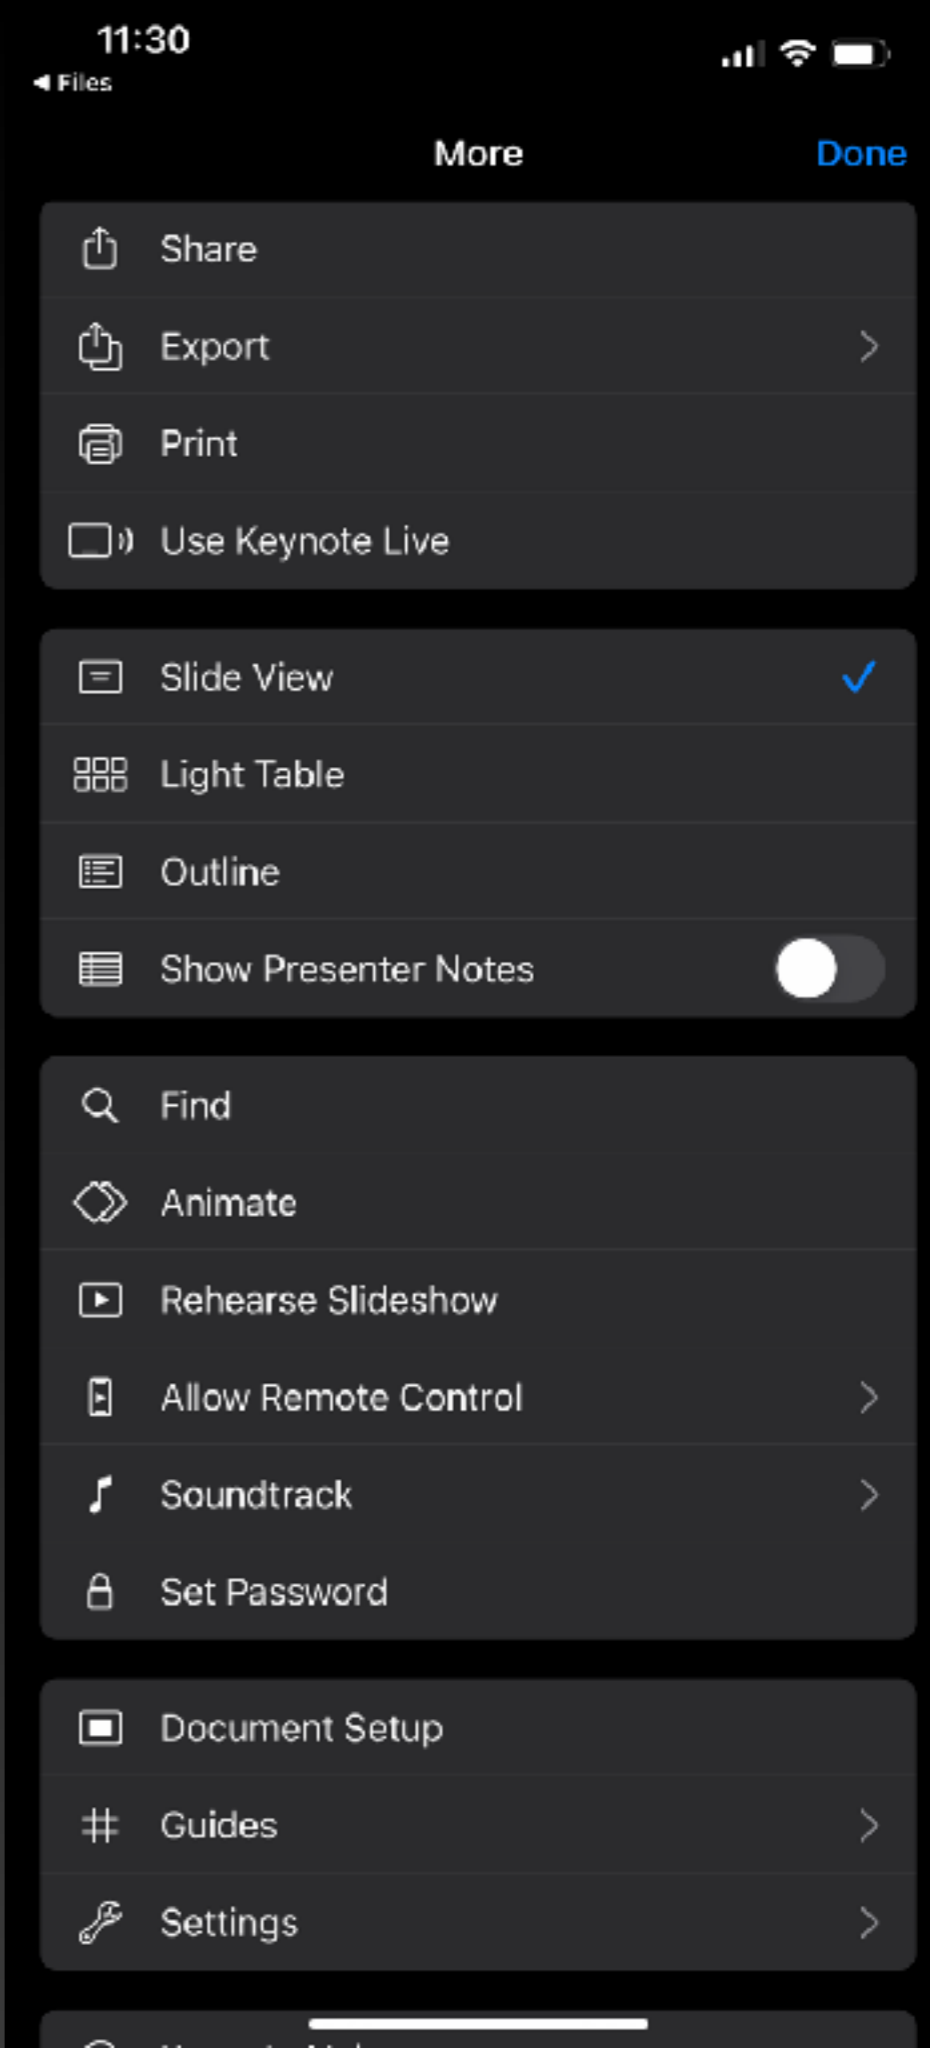 11:30
◀ Files
More
Done
Share
Export
Print
Use Keynote Live
Slide View
Light Table
Outline
Show Presenter Notes
Find
Animate
Rehearse Slideshow
Allow Remote Control
Soundtrack
Set Password
Document Setup
Guides
Settings